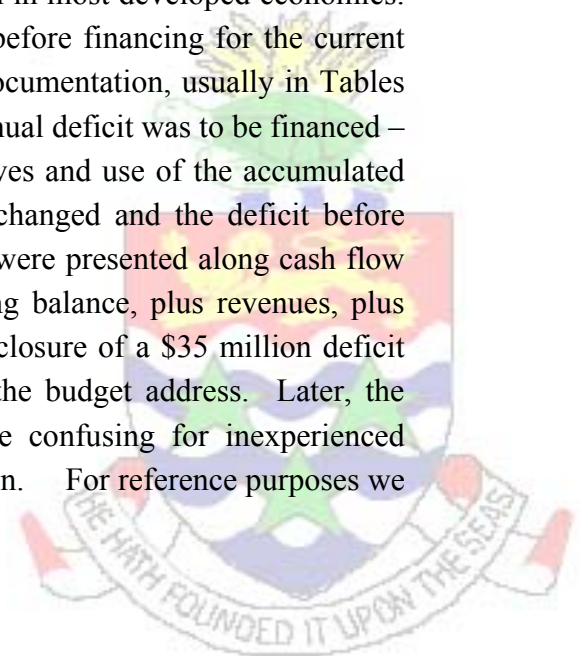 in most developed economies.
before financing for the current
ocumentation, usually in Tables
nual deficit was to be financed –
ves and use of the accumulated
changed and the deficit before
were presented along cash flow
ng balance, plus revenues, plus
closure of a $35 million deficit
the budget address. Later, the
e confusing for inexperienced
n. For reference purposes we
HE HATH FOUNDED IT UPON THE SEAS